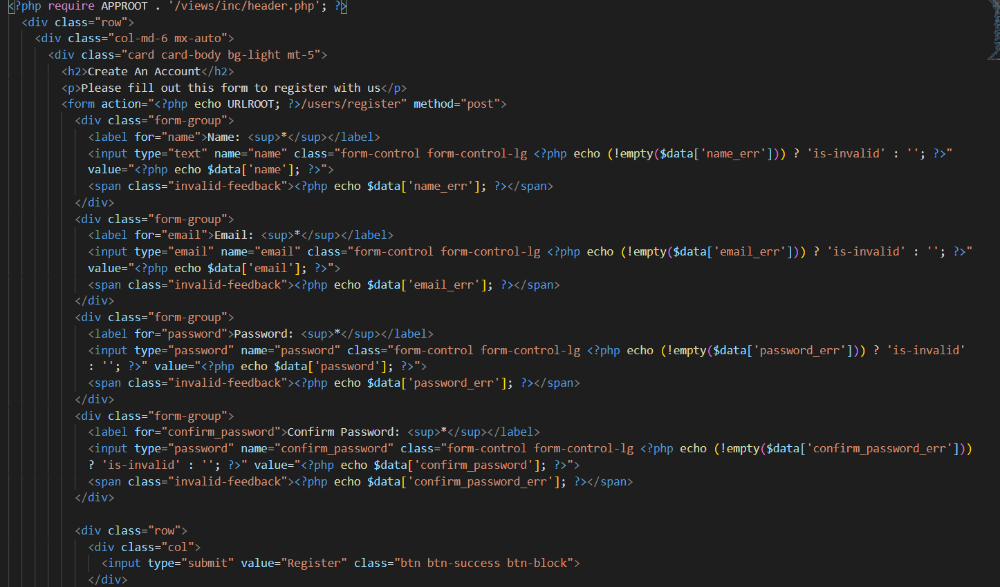 <?php require APPROOT . '/views/inc/header.php'; ?>
<div class="row">
<div class="col-md-6 mx-auto">
<div class="card card-body bg-light mt-5">
<h2>Create An Account</h2>
<p>Please fill out this form to register with us</p>
<form action="<?php echo URLROOT; ?>/users/register" method="post">
<div class="form-group">
<label for="name">Name: <sup>*</sup></label>
<input type="text" name="name" class="form-control form-control-lg <?php echo (!empty($data['name_err'])) ? 'is-invalid' : ''; ?>"
value="<?php echo $data['name']; ?>">
<span class="invalid-feedback"><?php echo $data['name_err']; ?></span>
</div>
<div class="form-group">
<label for="email">Email: <sup>*</sup></label>
<input type="email" name="email" class="form-control form-control-lg <?php echo (!empty($data['email_err'])) ? 'is-invalid' : ''; ?>"
value="<?php echo $data['email']; ?>">
<span class="invalid-feedback"><?php echo $data['email_err']; ?></span>
</div>
<div class="form-group">
<label for="password">Password: <sup>*</sup></label>
<input type="password" name="password" class="form-control form-control-lg <?php echo (!empty($data['password_err'])) ? 'is-invalid'
: ''; ?>" value="<?php echo $data['password']; ?>">
<span class="invalid-feedback"><?php echo $data['password_err']; ?></span>
</div>
<div class="form-group">
<label for="confirm_password">Confirm Password: <sup>*</sup></label>
<input type="password" name="confirm_password" class="form-control form-control-lg <?php echo (!empty($data['confirm_password_err']))
? 'is-invalid' : ''; ?>" value="<?php echo $data['confirm_password']; ?>">
<span class="invalid-feedback"><?php echo $data['confirm_password_err']; ?></span>
</div>
<div class="row">
<div class="col">
<input type="submit" value="Register" class="btn btn-success btn-block">
</div>